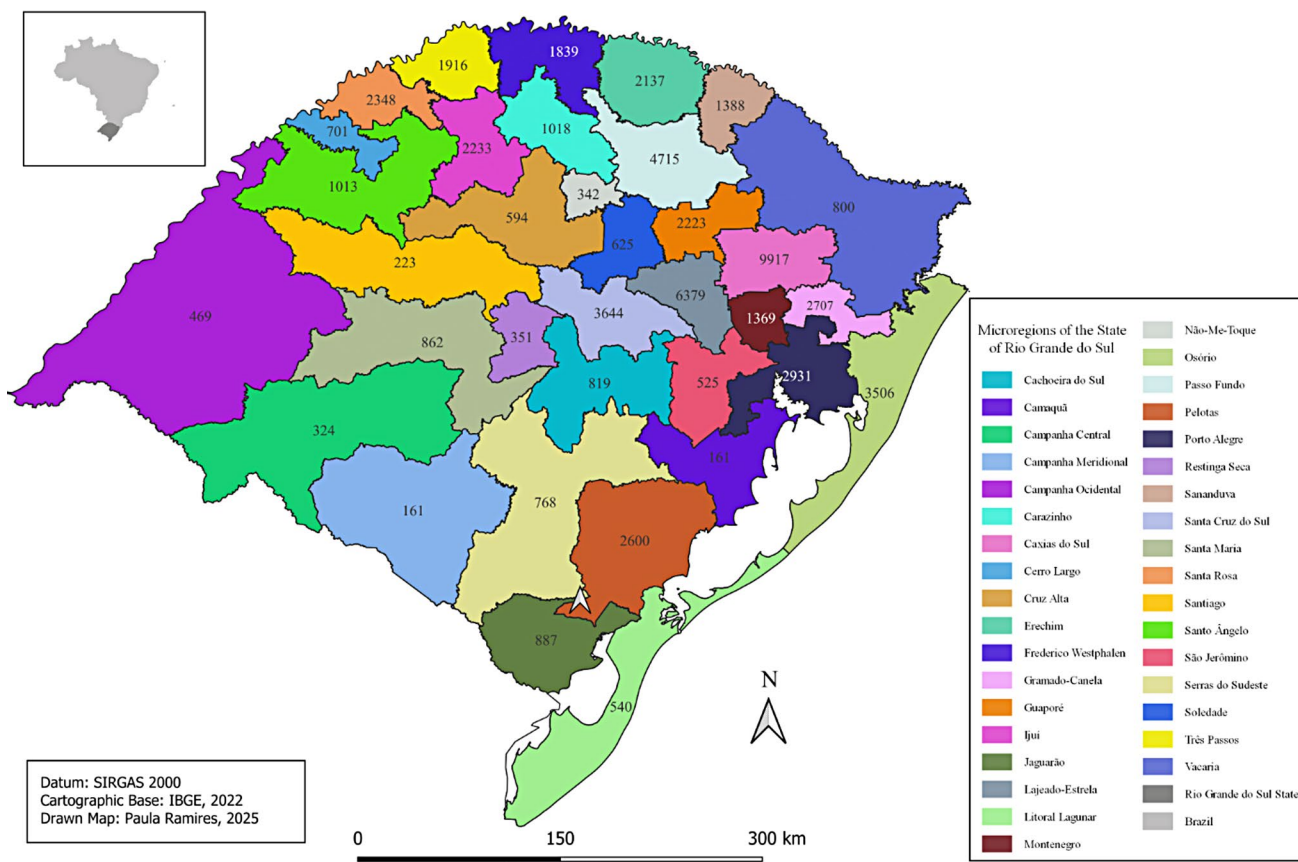 1839
1916
2137
2348
1388
701
1018
2233
4715
1013
342
594
800
2223
625
223
9917
6379
2707
469
3644
1369
351
862
525
2931
819
3506
324
161
161
768
2600
887
540
N
Datum: SIRGAS 2000
Cartographic Base: IBGE, 2022
Drawn Map: Paula Ramires, 2025
0 150 300 km
Microregions of the State
of Rio Grande do Sul
Cachoeira do Sul
Camaquã
Campanha Central
Campanha Meridional
Campanha Ocidental
Carazinho
Caxias do Sul
Cerro Largo
Cruz Alta
Erechim
Frederico Westphalen
Gramado-Canela
Guaporé
Ijui
Jaguarão
Lajeado-Estrela
Litoral Lagunar
Montenegro
Não-Me-Toque
Osório
Passo Fundo
Pelotas
Porto Alegre
Restinga Seca
Sananduva
Santa Cruz do Sul
Santa Maria
Santa Rosa
Santiago
Santo Ângelo
São Jerômino
Serras do Sudeste
Soledade
Três Passos
Vacaria
Rio Grande do Sul State
Brazil